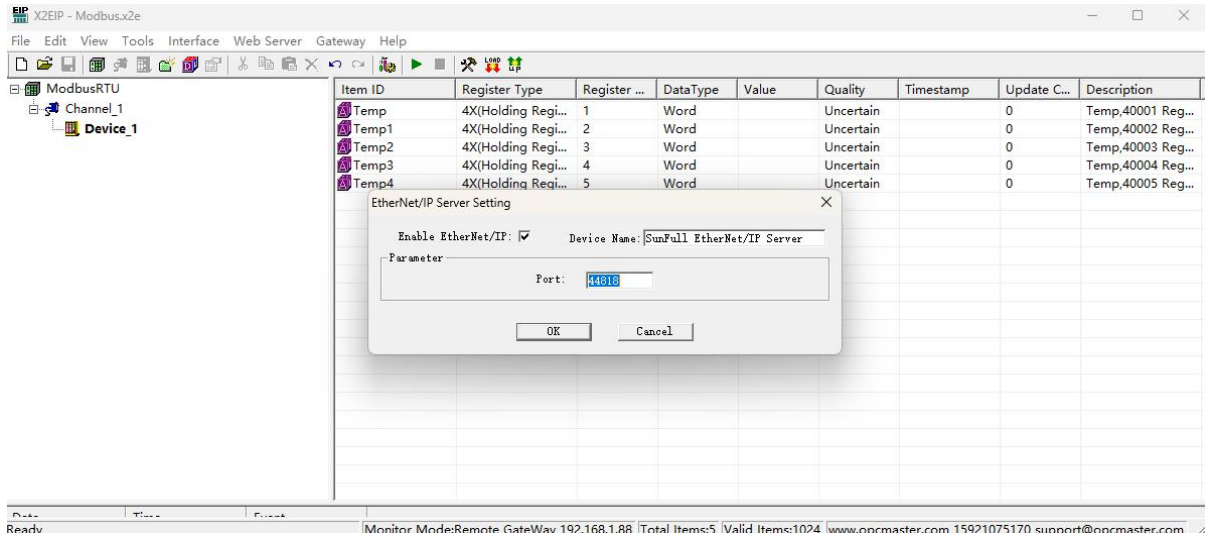 EIP X2EIP - Modbus.x2e
File Edit View Tools Interface Web Server Gateway Help
LOAD UP
ModbusRTU
Channel_1
Device_1
Item ID Register Type Register ... DataType Value Quality Timestamp Update C... Description
Temp 4X(Holding Regi... 1 Word Uncertain 0 Temp,40001 Reg...
Temp1 4X(Holding Regi... 2 Word Uncertain 0 Temp,40002 Reg...
Temp2 4X(Holding Regi... 3 Word Uncertain 0 Temp,40003 Reg...
Temp3 4X(Holding Regi... 4 Word Uncertain 0 Temp,40004 Reg...
Temp4 4X(Holding Regi... 5 Word Uncertain 0 Temp,40005 Reg...
EtherNet/IP Server Setting
Enable EtherNet/IP: Device Name: SunFull EtherNet/IP Server
Parameter
Port: 44818
OK Cancel
Date Time Event
Ready Monitor Mode:Remote GateWay 192.168.1.88 Total Items:5 Valid Items:1024 www.opcmaster.com 15921075170 support@opcmaster.com